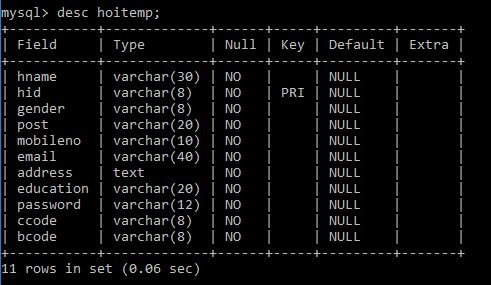 mysql> desc hoitemp;
+-----------+-------------+------+-----+---------+-------+
| Field     | Type        | Null | Key | Default | Extra |
+-----------+-------------+------+-----+---------+-------+
| hname     | varchar(30) | NO   |     | NULL    |       |
| hid       | varchar(8)  | NO   | PRI | NULL    |       |
| gender    | varchar(8)  | NO   |     | NULL    |       |
| post      | varchar(20) | NO   |     | NULL    |       |
| mobileno  | varchar(10) | NO   |     | NULL    |       |
| email     | varchar(40) | NO   |     | NULL    |       |
| address   | text        | NO   |     | NULL    |       |
| education | varchar(20) | NO   |     | NULL    |       |
| password  | varchar(12) | NO   |     | NULL    |       |
| ccode     | varchar(8)  | NO   |     | NULL    |       |
| bcode     | varchar(8)  | NO   |     | NULL    |       |
+-----------+-------------+------+-----+---------+-------+
11 rows in set (0.06 sec)